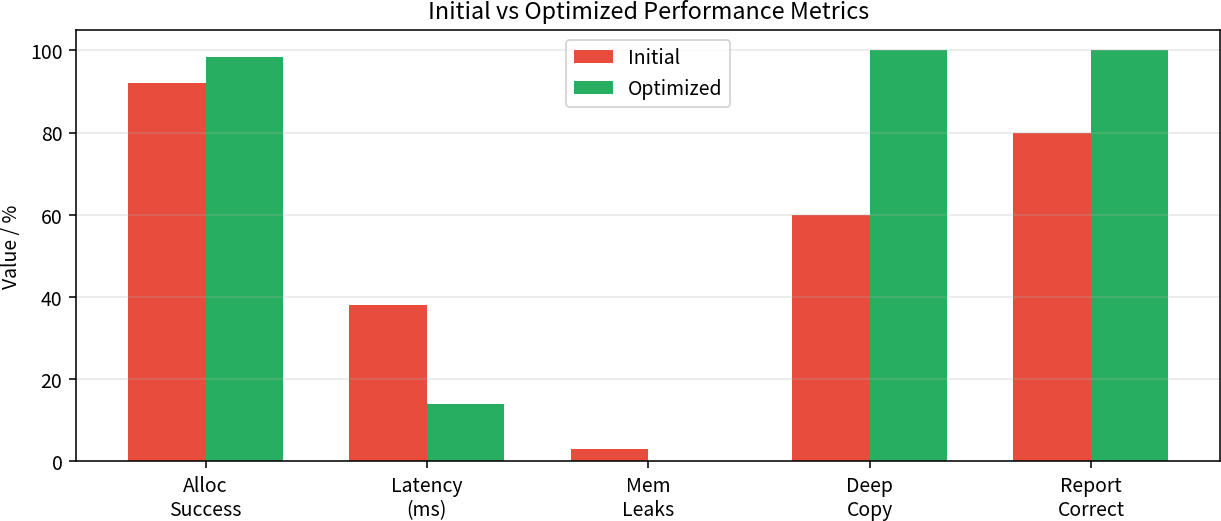 Initial vs Optimized Performance Metrics
Initial
Optimized
Value / %
100
80
60
40
20
0
Alloc
Success
Latency
(ms)
Mem
Leaks
Deep
Copy
Report
Correct